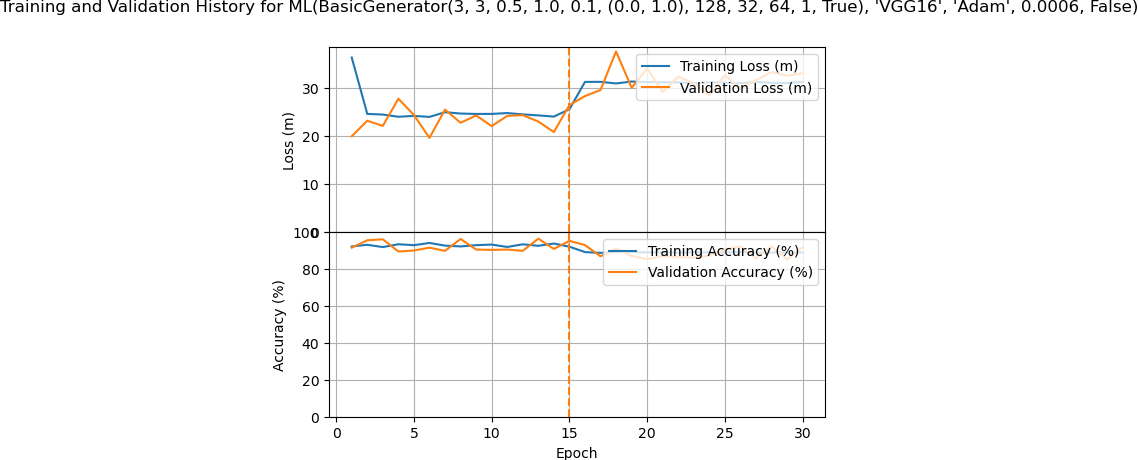 Training and Validation History for ML(BasicGenerator(3, 3, 0.5, 1.0, 0.1, (0.0, 1.0), 128, 32, 64, 1, True), 'VGG16', 'Adam', 0.0006, False)
Training Loss (m)
Validation Loss (m)
30
20
10
0
Loss (m)
Training Accuracy (%)
Validation Accuracy (%)
100
80
60
40
20
0
Accuracy (%)
0 5 10 15 20 25 30
Epoch